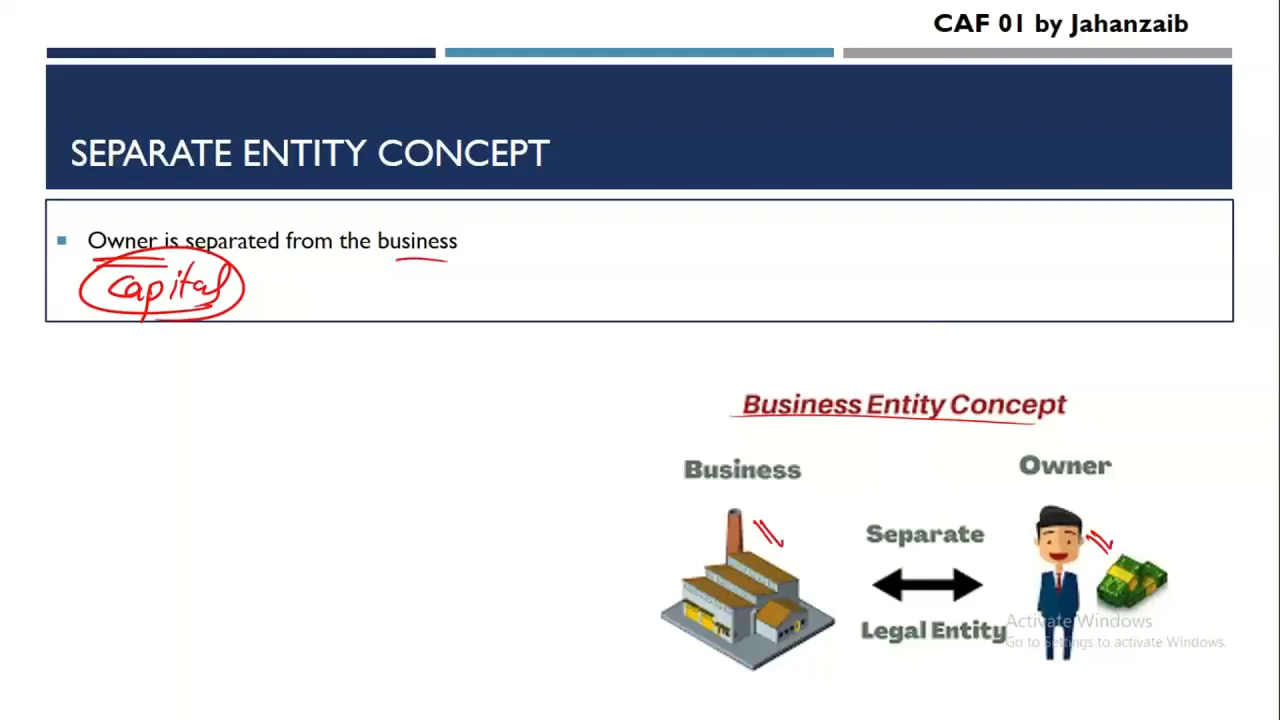 CAF 01 by Jahanzaib
SEPARATE ENTITY CONCEPT
Owner is separated from the business
capital
Business Entity Concept
Business
Owner
Separate
Legal Entity
Activate Windows
Go to Settings to activate Windows.